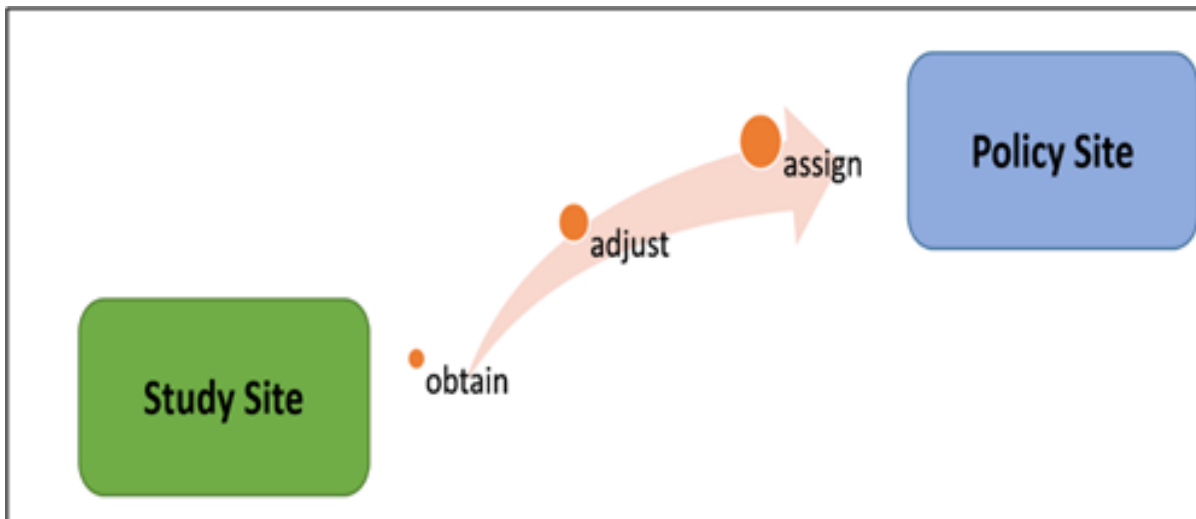 Policy Site
assign
adjust
obtain
Study Site